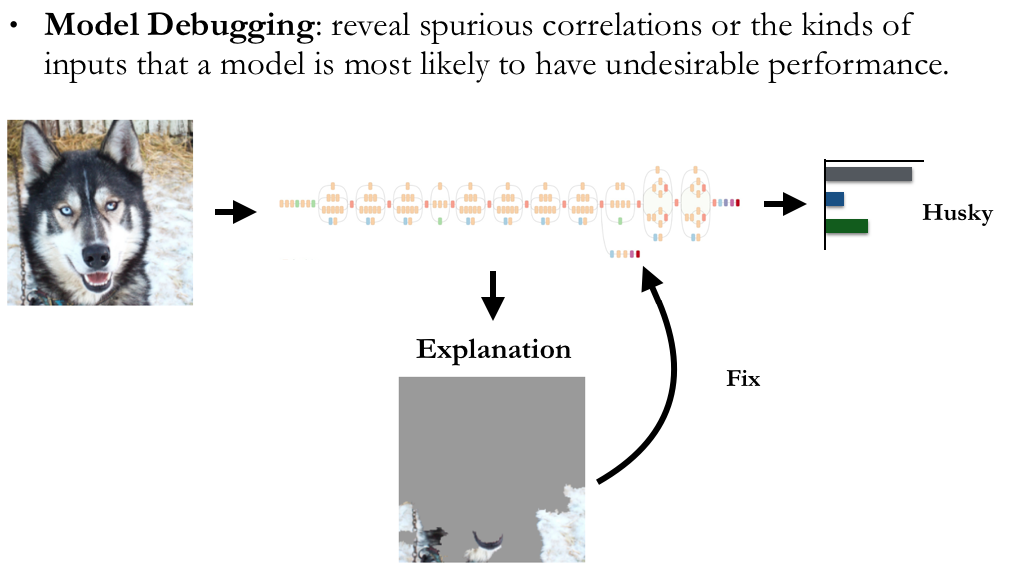 • Model Debugging: reveal spurious correlations or the kinds of
inputs that a model is most likely to have undesirable performance.
Husky
Explanation
Fix